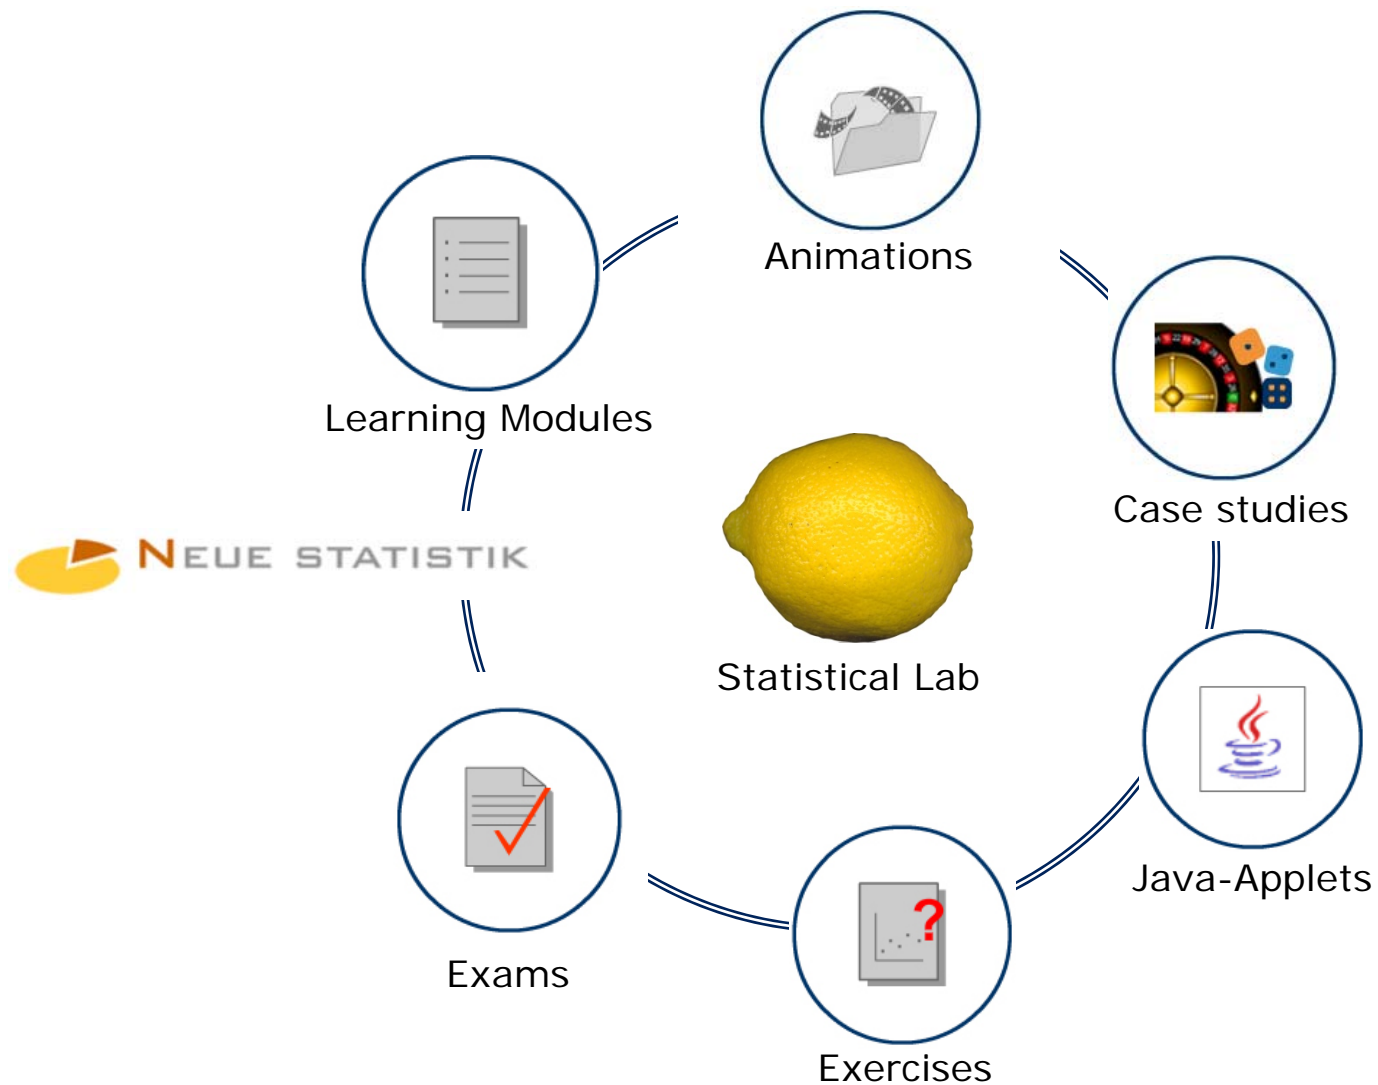 Animations
Learning Modules
Case studies
NEUE STATISTIK
Statistical Lab
Java-Applets
?
Exams
Exercises